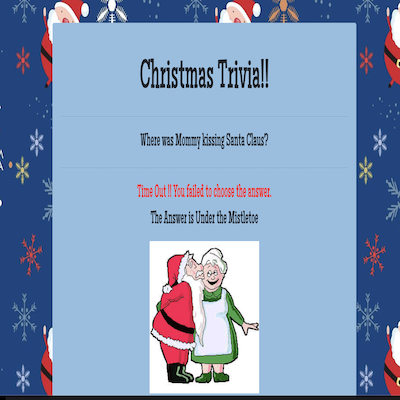 Christmas Trivia!!
Where was Mommy kissing Santa Claus?
Time Out !! You failed to choose the answer.
The Answer is Under the Mistletoe